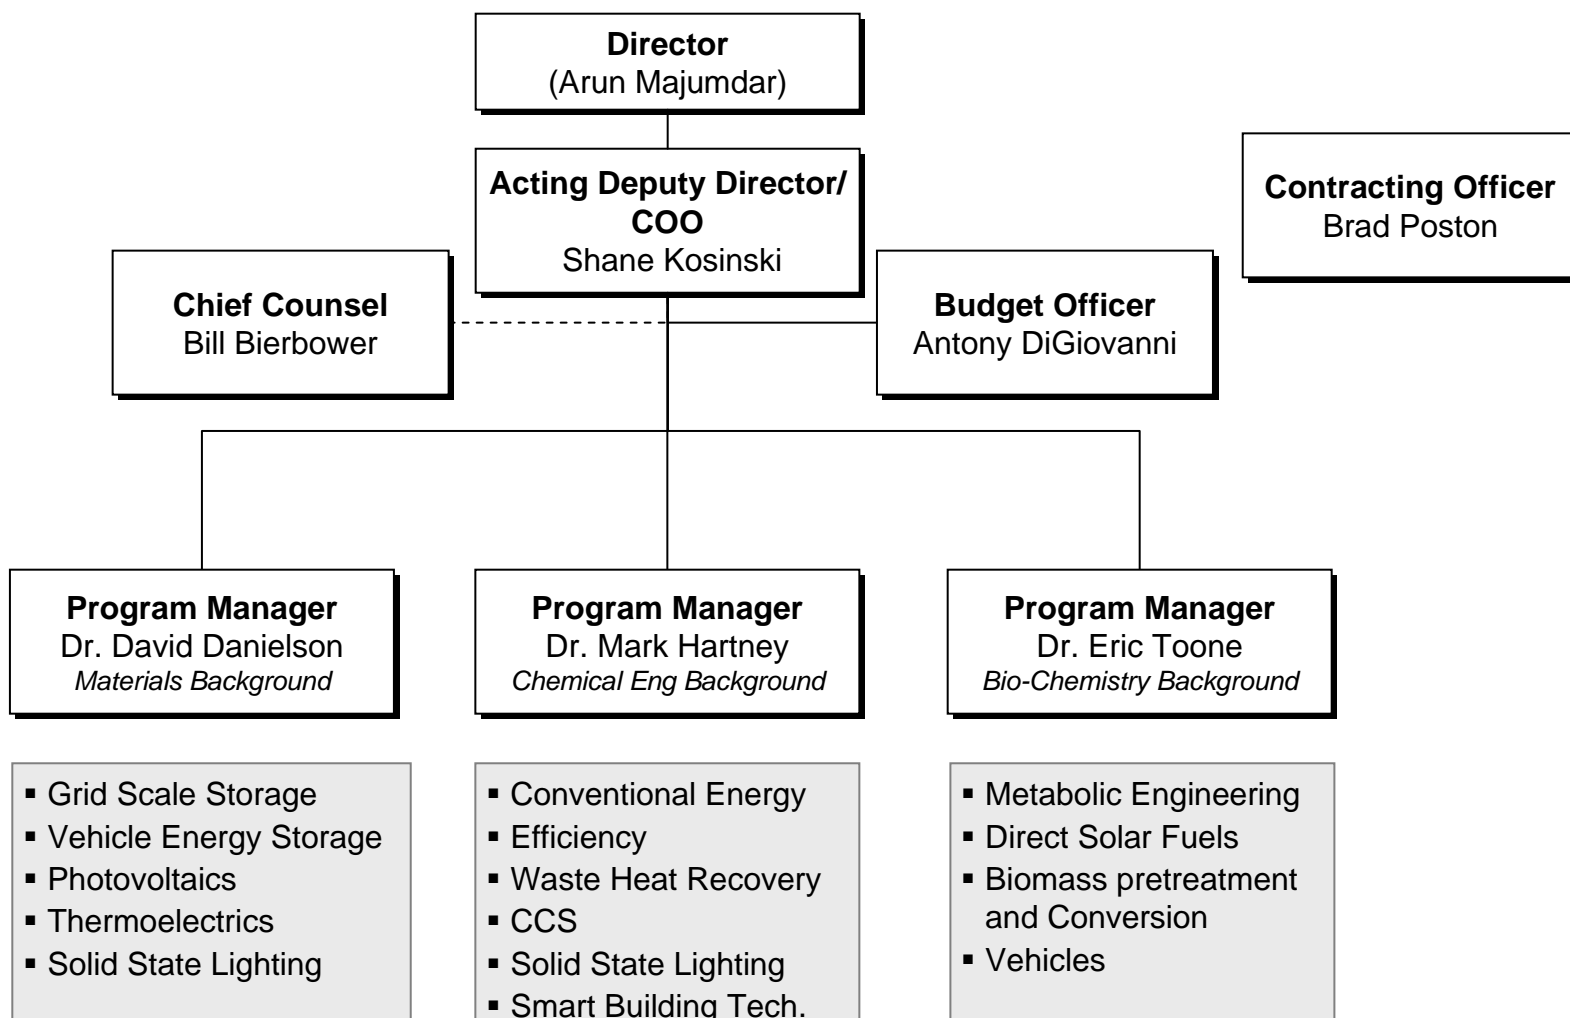 Director
(Arun Majumdar)
Acting Deputy Director/
COO
Shane Kosinski
Contracting Officer
Brad Poston
Chief Counsel
Bill Bierbower
Budget Officer
Antony DiGiovanni
Program Manager
Dr. David Danielson
Materials Background
Program Manager
Dr. Mark Hartney
Chemical Eng Background
Program Manager
Dr. Eric Toone
Bio-Chemistry Background
▪ Grid Scale Storage
▪ Vehicle Energy Storage
▪ Photovoltaics
▪ Thermoelectrics
▪ Solid State Lighting
▪ Conventional Energy
▪ Efficiency
▪ Waste Heat Recovery
▪ CCS
▪ Solid State Lighting
▪ Smart Building Tech.
▪ Metabolic Engineering
▪ Direct Solar Fuels
▪ Biomass pretreatment
and Conversion
▪ Vehicles